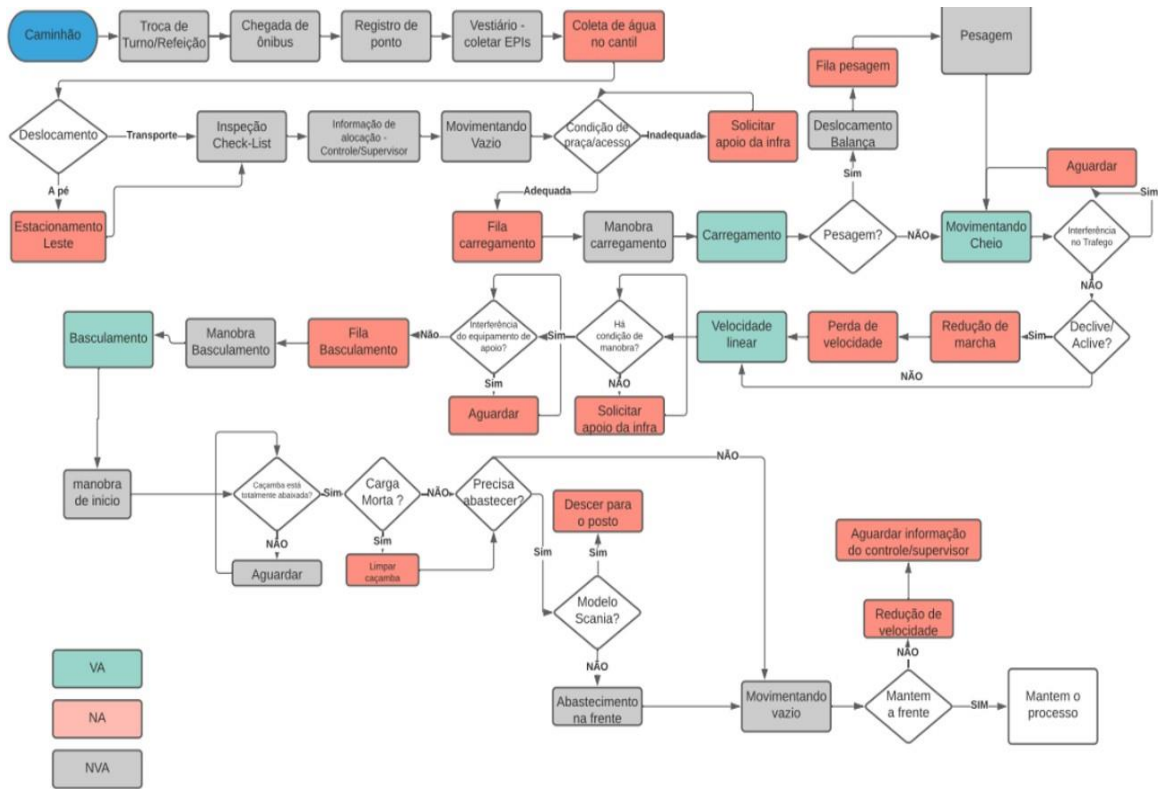 Caminhão
Troca de
Turno/Refeição
Chegada de
ônibus
Registro de
ponto
Vestiário -
coletar EPIs
Coleta de água
no cantil
Fila pesagem
Pesagem
Deslocamento
Transporte
Inspeção
Check-List
Informação de
alocação -
Controle/Supervisor
Movimentando
Vazio
Condição de
praça/acesso
Inadequada
Solicitar
apoio da infra
Deslocamento
Balança
Aguardar
Sim
Sim
A pé
Adequada
Estacionamento
Leste
Fila
carregamento
Manobra
carregamento
Carregamento
Pesagem?
NÃO
Movimentando
Cheio
Interferência
no Trafego
NÃO
Basculamento
Manobra
Basculamento
Fila
Basculamento
Não
Interferência
do equipamento de
apoio?
Sim
Há
condição de
manobra?
Velocidade
linear
Perda de
velocidade
Redução de
marcha
Sim
Declive/
Aclive?
NÃO
Sim
NÃO
Aguardar
Solicitar
apoio da infra
manobra
de inicio
Caçamba está
totalmente abaixada?
Sim
Carga
Morta ?
NÃO
Precisa
abastecer?
NÃO
Descer para
o posto
Aguardar informação
do controle/supervisor
NÃO
Sim
Sim
Sim
Aguardar
Limpar
caçamba
Modelo
Scania?
Redução de
velocidade
NÃO
NÃO
VA
NA
NVA
Abastecimento
na frente
Movimentando
vazio
Mantem
a frente
SIM
Mantem o
processo